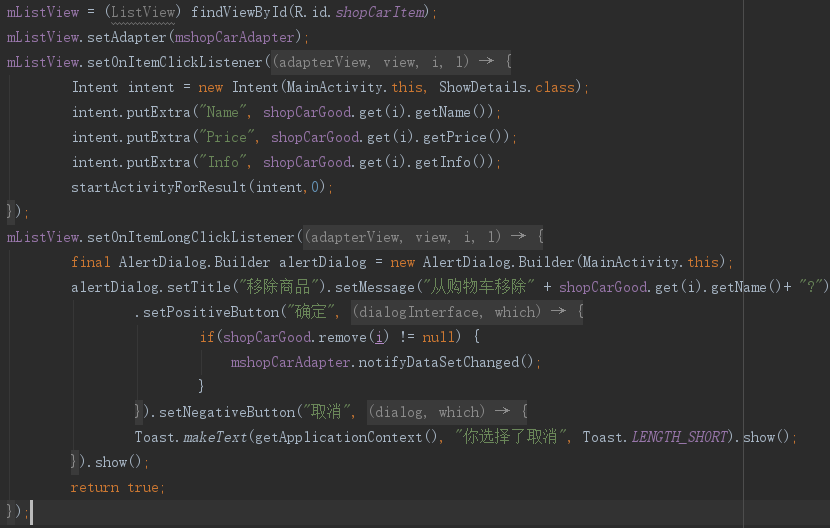 mListView = (ListView) findViewById(R.id.shopCarItem);
mListView.setAdapter(mshopCarAdapter);
mListView.setOnItemClickListener((adapterView, view, i, l) → {
Intent intent = new Intent(MainActivity.this, ShowDetails.class);
intent.putExtra("Name", shopCarGood.get(i).getName());
intent.putExtra("Price", shopCarGood.get(i).getPrice());
intent.putExtra("Info", shopCarGood.get(i).getInfo());
startActivityForResult(intent,0);
});
mListView.setOnItemLongClickListener((adapterView, view, i, l) → {
final AlertDialog.Builder alertDialog = new AlertDialog.Builder(MainActivity.this);
alertDialog.setTitle("移除商品").setMessage("从购物车移除" + shopCarGood.get(i).getName()+ "?")
.setPositiveButton("确定", (dialogInterface, which) → {
if(shopCarGood.remove(i) != null) {
mshopCarAdapter.notifyDataSetChanged();
}
}).setNegativeButton("取消", (dialog, which) → {
Toast.makeText(getApplicationContext(), "你选择了取消", Toast.LENGTH_SHORT).show();
}).show();
return true;
});